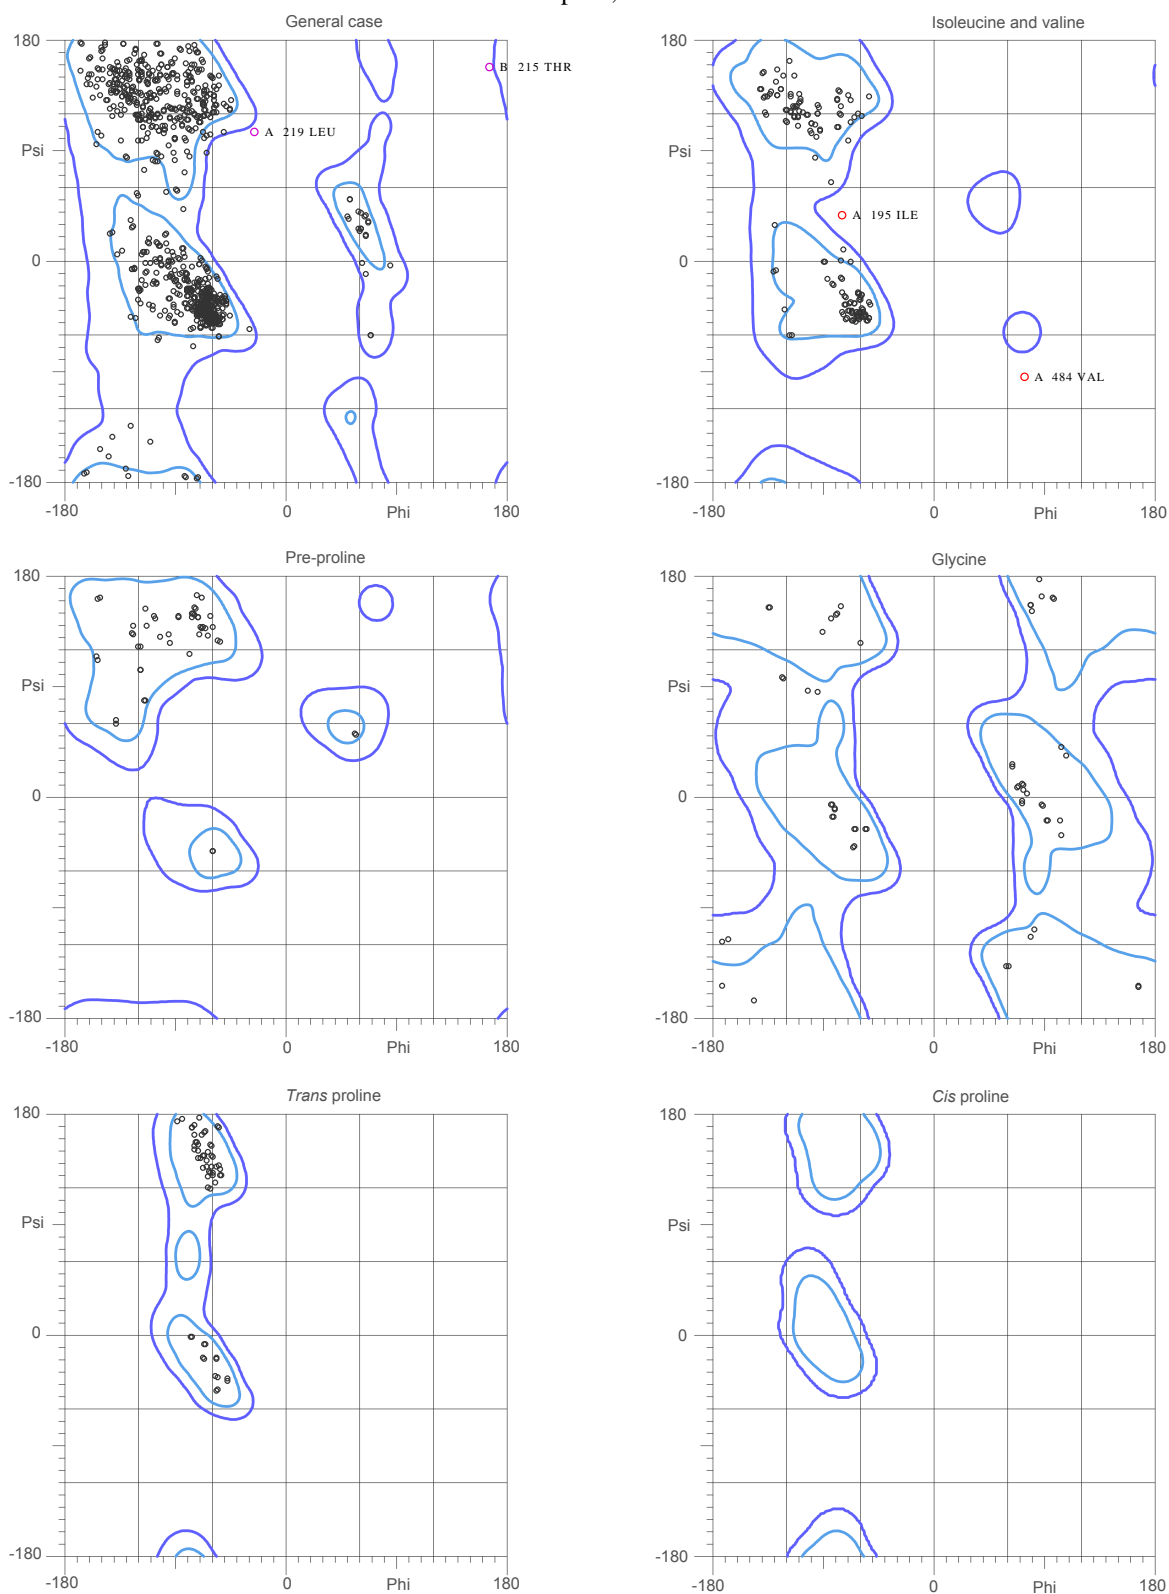 General case
Isoleucine and valine
180
B 215 THR
A 219 LEU
Psi
0
-180
-180
0
Phi
180
180
Psi
A 195 ILE
0
A 484 VAL
-180
-180
0
Phi
180
Pre-proline
Glycine
180
Psi
0
-180
-180
0
Phi
180
180
Psi
0
-180
-180
0
Phi
180
Trans proline
Cis proline
180
Psi
0
-180
-180
0
Phi
180
180
Psi
0
-180
-180
0
Phi
180